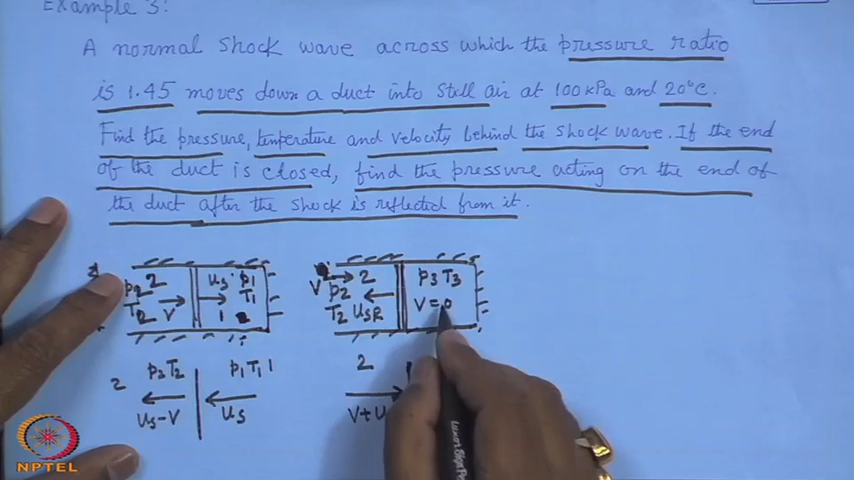 Example 3:
A normal shock wave across which the pressure ratio
is 1.45 moves down a duct into still air at 100 kPa and 20°C.
Find the pressure, temperature and velocity behind the shock wave. If the end
of the duct is closed, find the pressure acting on the end of
the duct after the shock is reflected from it.
p2 2 us p1
T2 V T1
1
V 2 p3 T3
p2 V=0
T2 usR
2 p2 T2 p1 T1 1
us-V us
2
V+u
NPTEL